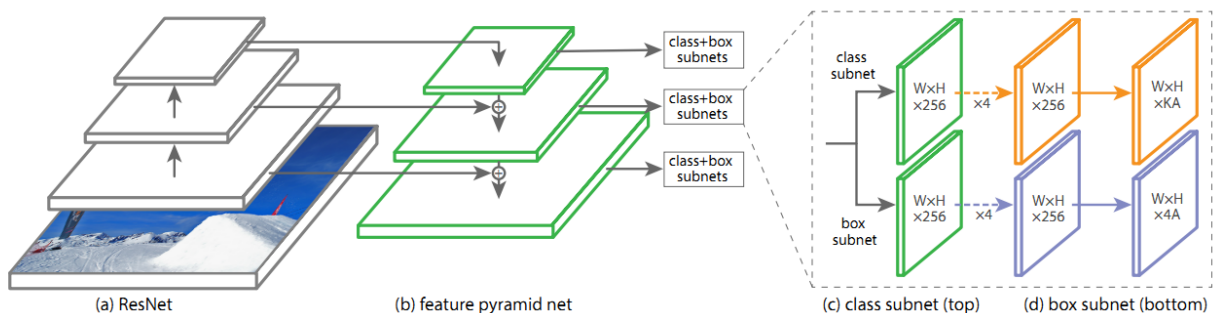 class+box
subnets
class+box
subnets
class+box
subnets
class
subnet
box
subnet
W×H
×256
×4
W×H
×256
W×H
×KA
W×H
×256
×4
W×H
×256
W×H
×4A
(a) ResNet
(b) feature pyramid net
(c) class subnet (top)
(d) box subnet (bottom)